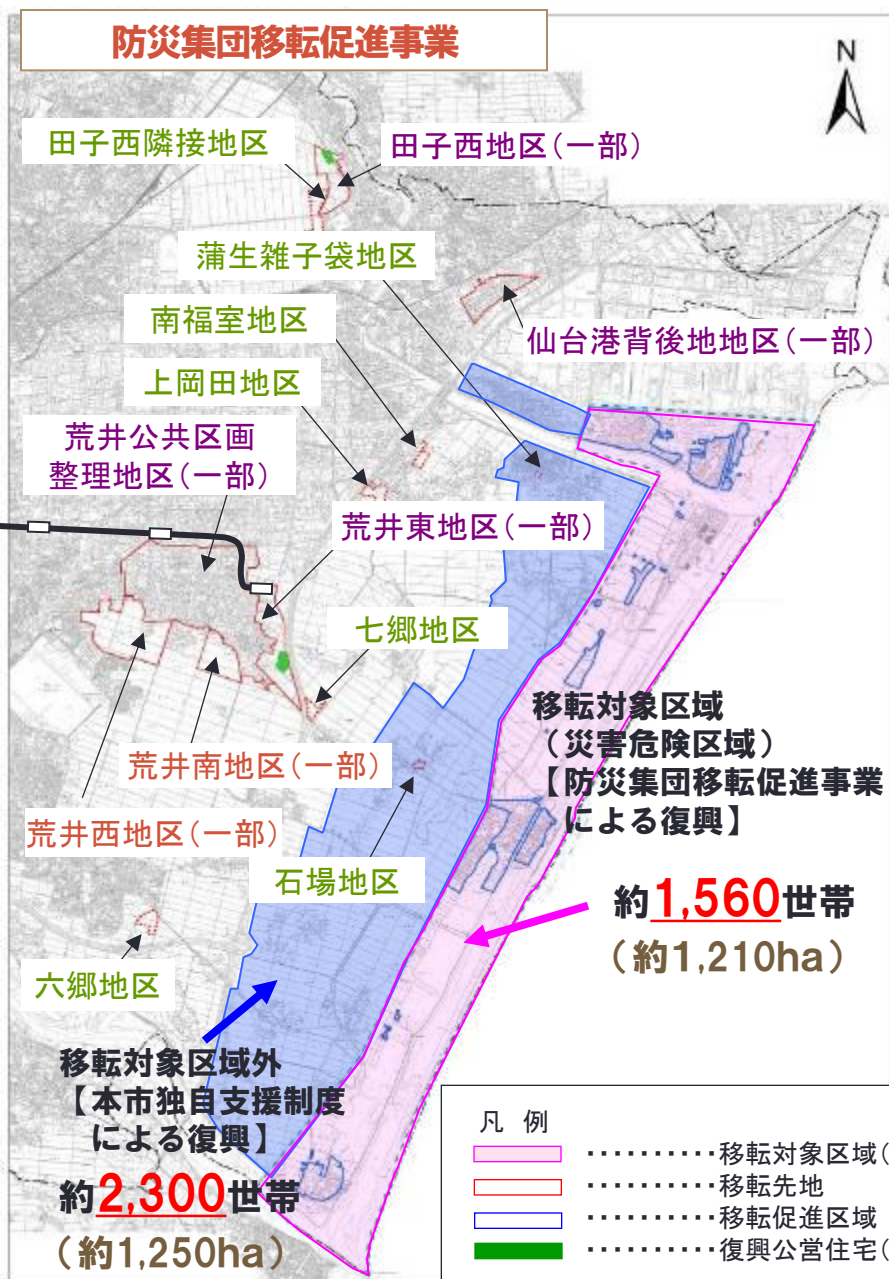 防災集団移転促進事業
N
田子西隣接地区
田子西地区(一部)
蒲生雑子袋地区
南福室地区
仙台港背後地地区(一部)
上岡田地区
荒井公共区画
整理地区(一部)
荒井東地区(一部)
七郷地区
移転対象区域
(災害危険区域)
【防災集団移転促進事業
による復興】
荒井南地区(一部)
荒井西地区(一部)
石場地区
約1,560世帯
(約1,210ha)
六郷地区
移転対象区域外
【本市独自支援制度
による復興】
約2,300世帯
(約1,250ha)
凡 例
‥‥‥‥‥移転対象区域(
‥‥‥‥‥移転先地
‥‥‥‥‥移転促進区域
‥‥‥‥‥復興公営住宅(